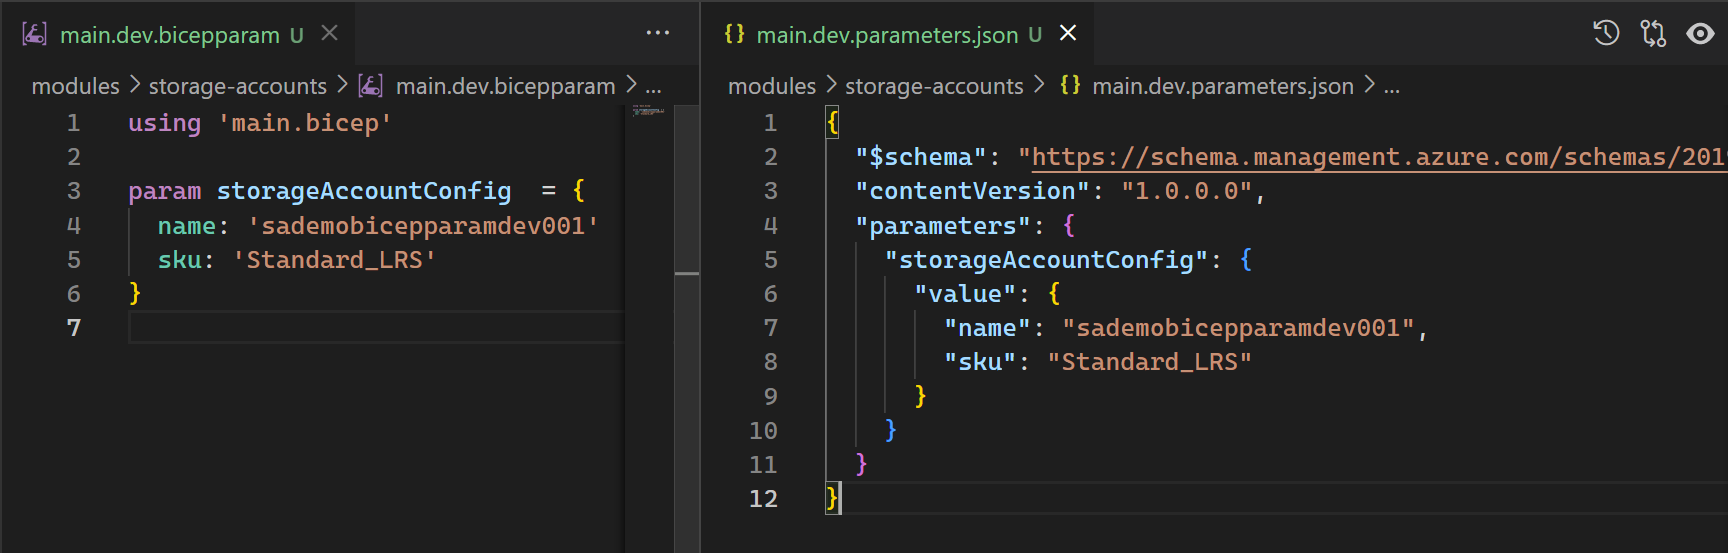 main.dev.bicepparam U
modules > storage-accounts > main.dev.bicepparam > ...
1 using 'main.bicep'
2
3 param storageAccountConfig  = {
4   name: 'sademobicepparamdev001'
5   sku: 'Standard_LRS'
6 }
7
{} main.dev.parameters.json U
modules > storage-accounts > {} main.dev.parameters.json > ...
1 {
2   "$schema": "https://schema.management.azure.com/schemas/201
3   "contentVersion": "1.0.0.0",
4   "parameters": {
5     "storageAccountConfig": {
6       "value": {
7         "name": "sademobicepparamdev001",
8         "sku": "Standard_LRS"
9       }
10     }
11   }
12 }